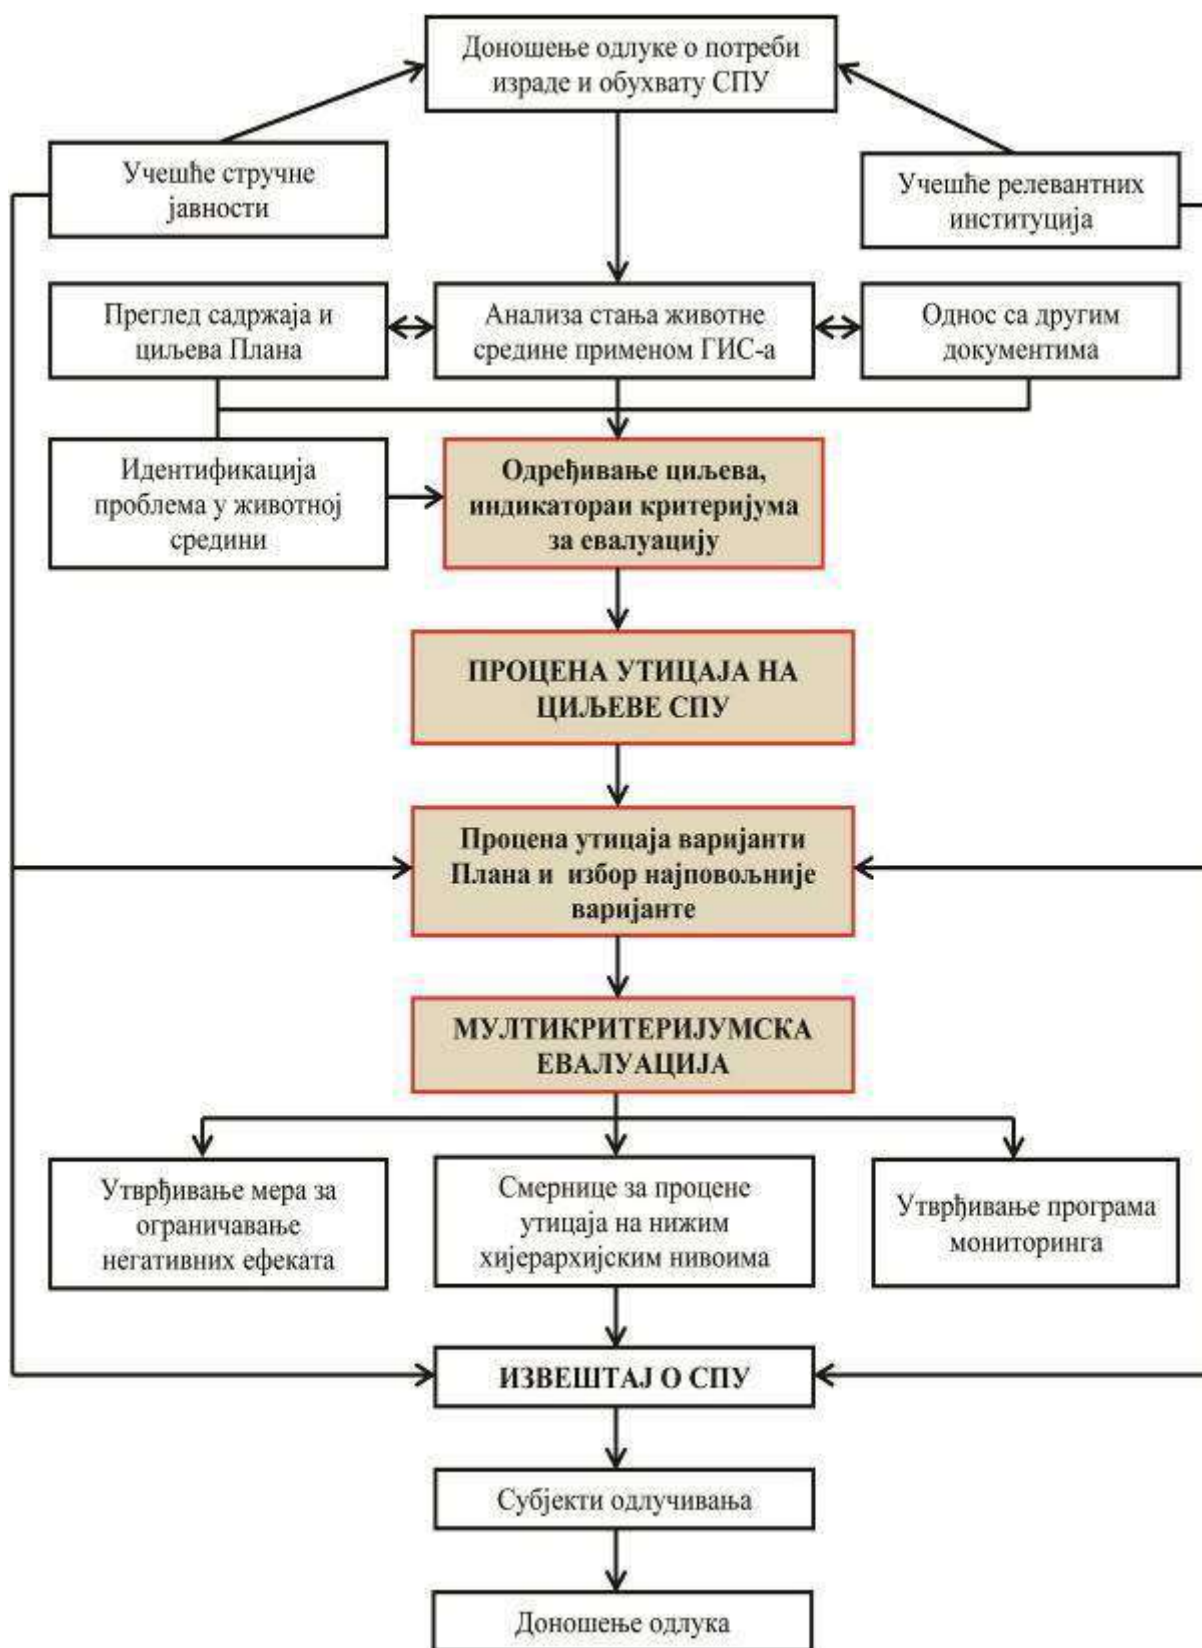 Доношење одлуке о потреби
израде и обухвату СПУ
Учешће стручне
јавности
Учешће релевантних
институција
Преглед садржаја и
циљева Плана
Анализа стања животне
средине применом ГИС-а
Однос са другим
документима
Идентификација
проблема у животној
средини
Одређивање циљева,
индикатораи критеријума
за евалуацију
ПРОЦЕНА УТИЦАЈА НА
ЦИЉЕВЕ СПУ
Процена утицаја варијанти
Плана и избор најповољније
варијанте
МУЛТИКРИТЕРИЈУМСКА
ЕВАЛУАЦИЈА
Утврђивање мера за
ограничавање
негативних ефеката
Смернице за процене
утицаја на нижим
хијерархијским нивоима
Утврђивање програма
мониторинга
ИЗВЕШТАЈ О СПУ
Субјекти одлучивања
Доношење одлука